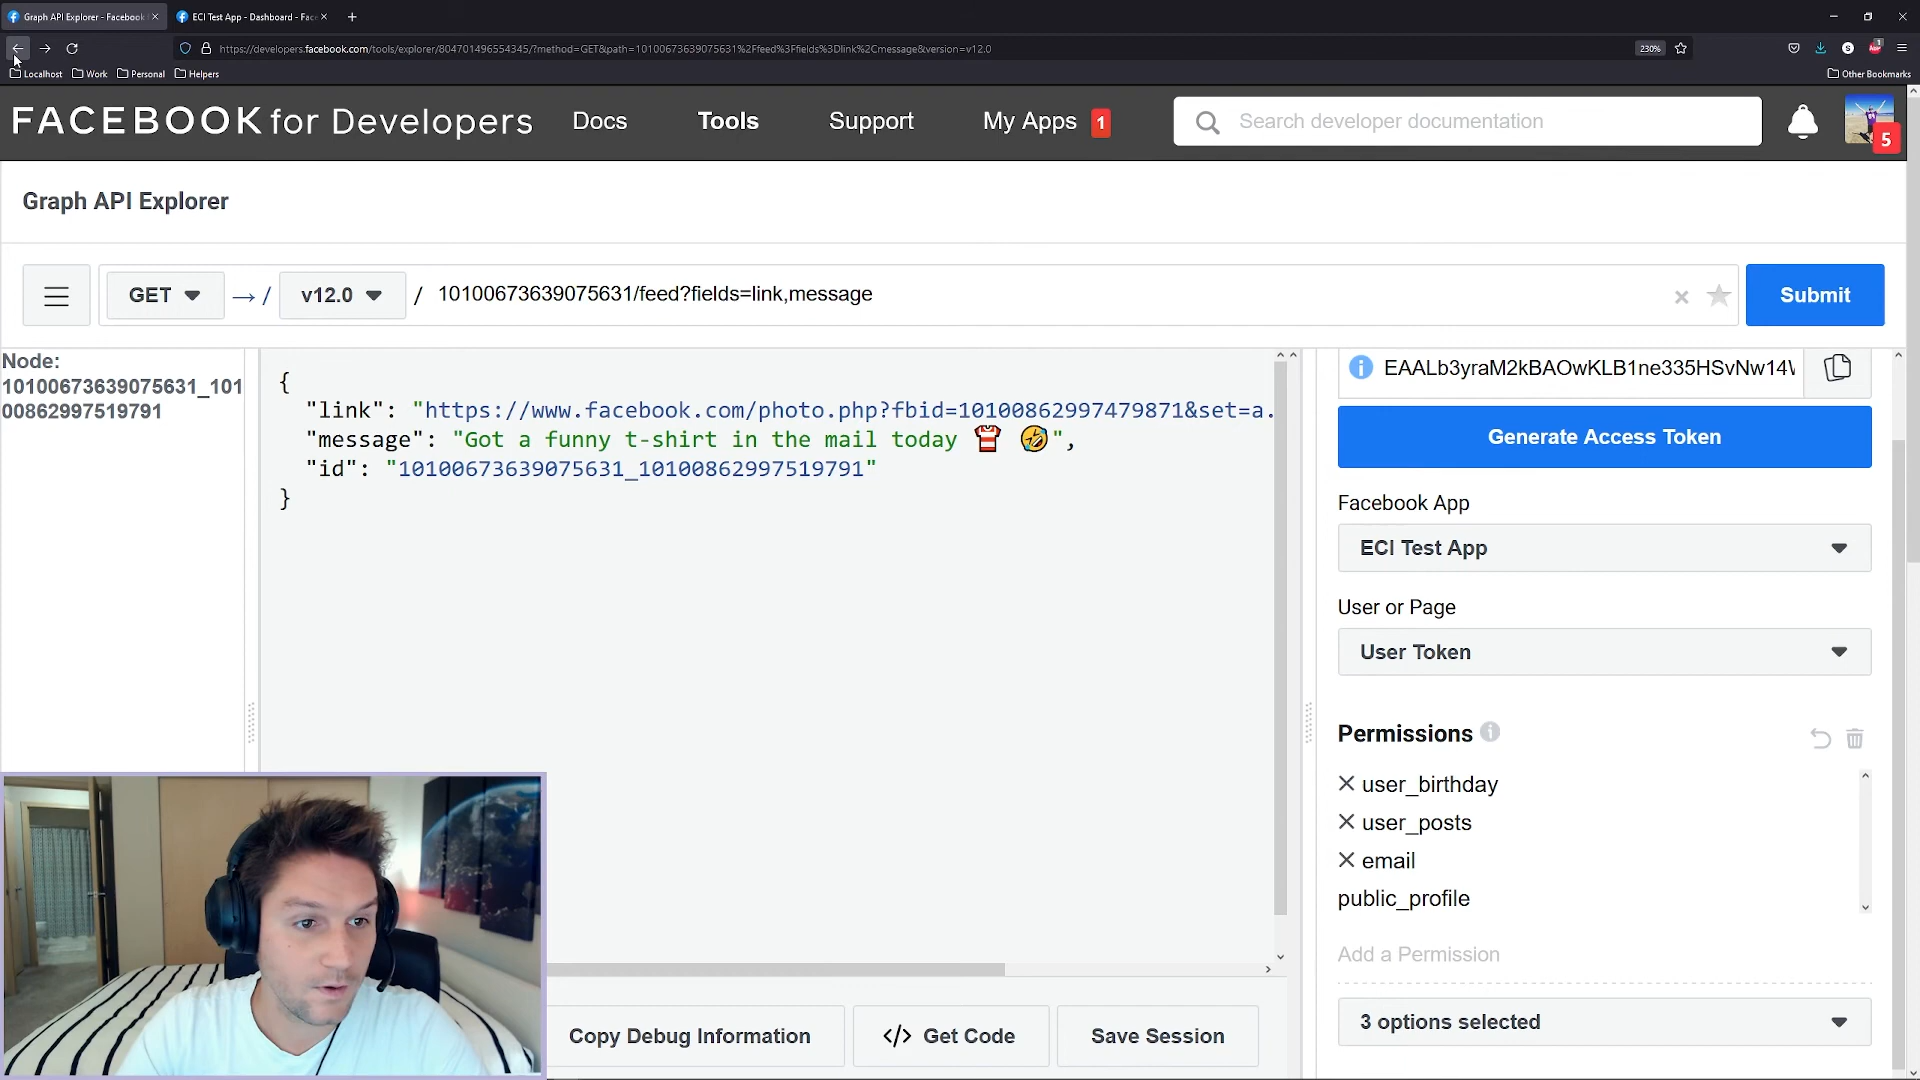 Graph API Explorer - Facebook
ECI Test App - Dashboard - Fac
https://developers.facebook.com/tools/explorer/804701496554345/?method=GET&path=10100673639075631%2Ffeed%3Ffields%3Dlink%2Cmessage&version=v12.0
230%
Localhost
Work
Personal
Helpers
Other Bookmarks
FACEBOOK for Developers
Docs
Tools
Support
My Apps 1
Search developer documentation
5
Graph API Explorer
GET → / v12.0 / 10100673639075631/feed?fields=link,message
Submit
Node:
10100673639075631_101
00862997519791
{
"link": "https://www.facebook.com/photo.php?fbid=10100862997479871&set=a.
"message": "Got a funny t-shirt in the mail today 🎽 🤣",
"id": "10100673639075631_10100862997519791"
}
EAALb3yraM2kBAOwKLB1ne335HSvNw14
Generate Access Token
Facebook App
ECI Test App
User or Page
User Token
Permissions
user_birthday
user_posts
email
public_profile
Add a Permission
3 options selected
Copy Debug Information
</> Get Code
Save Session